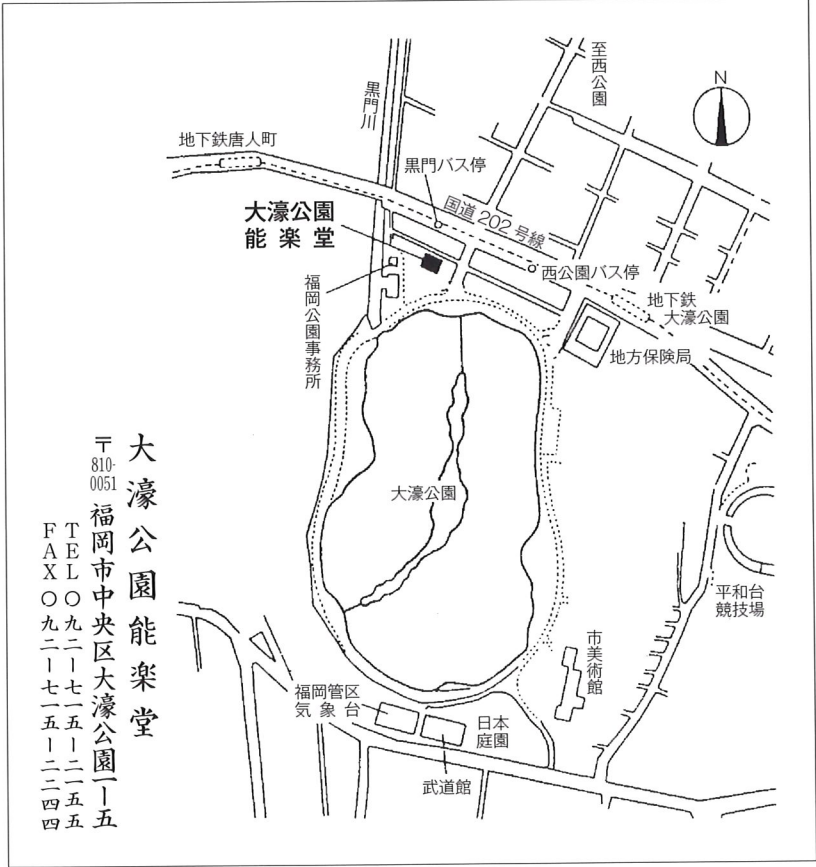 至西公園
N
黒門川
地下鉄唐人町
黒門バス停
大濠公園
能楽堂
国道202号線
西公園バス停
福岡公園事務所
地下鉄
大濠公園
地方保険局
大濠公園
平和台
競技場
市美術館
福岡管区
気象台
日本
庭園
武道館
大濠公園能楽堂
〒810-0051 福岡市中央区大濠公園一ー五
TEL〇九二ー七一五ー二一五五
FAX〇九二ー七一五ー二二四四